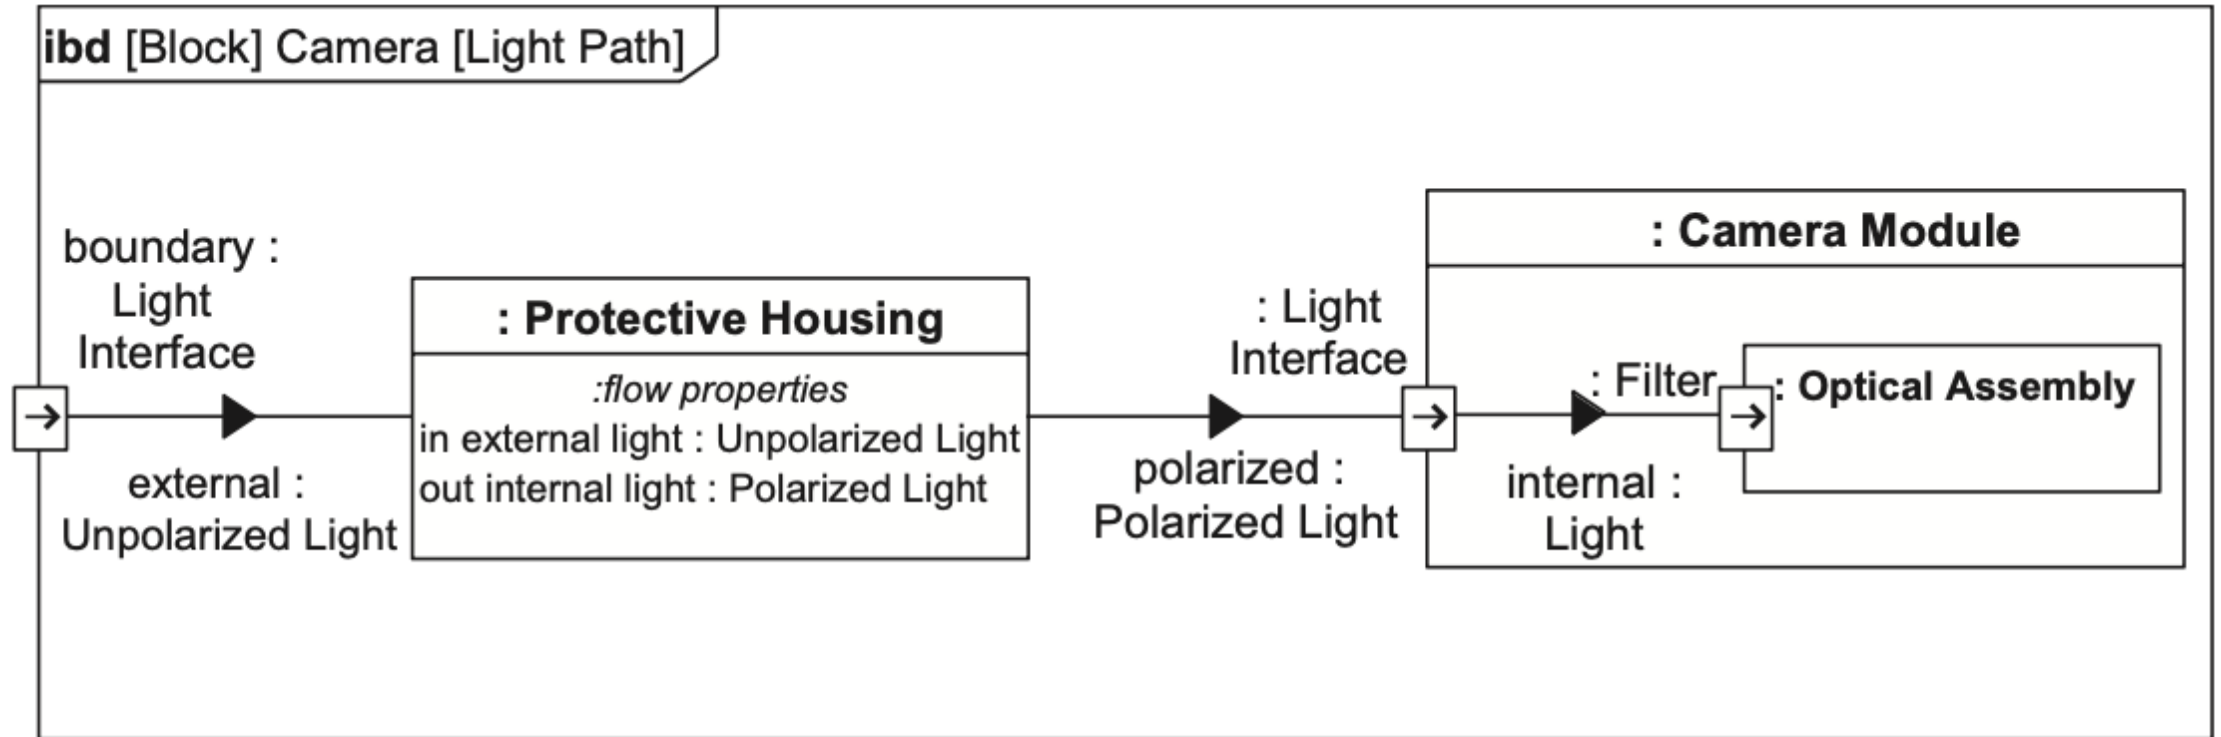 ibd [Block] Camera [Light Path]
boundary :
Light
Interface
external :
Unpolarized Light
: Protective Housing
:flow properties
in external light : Unpolarized Light
out internal light : Polarized Light
: Light
Interface
polarized :
Polarized Light
: Camera Module
: Filter
internal :
Light
: Optical Assembly